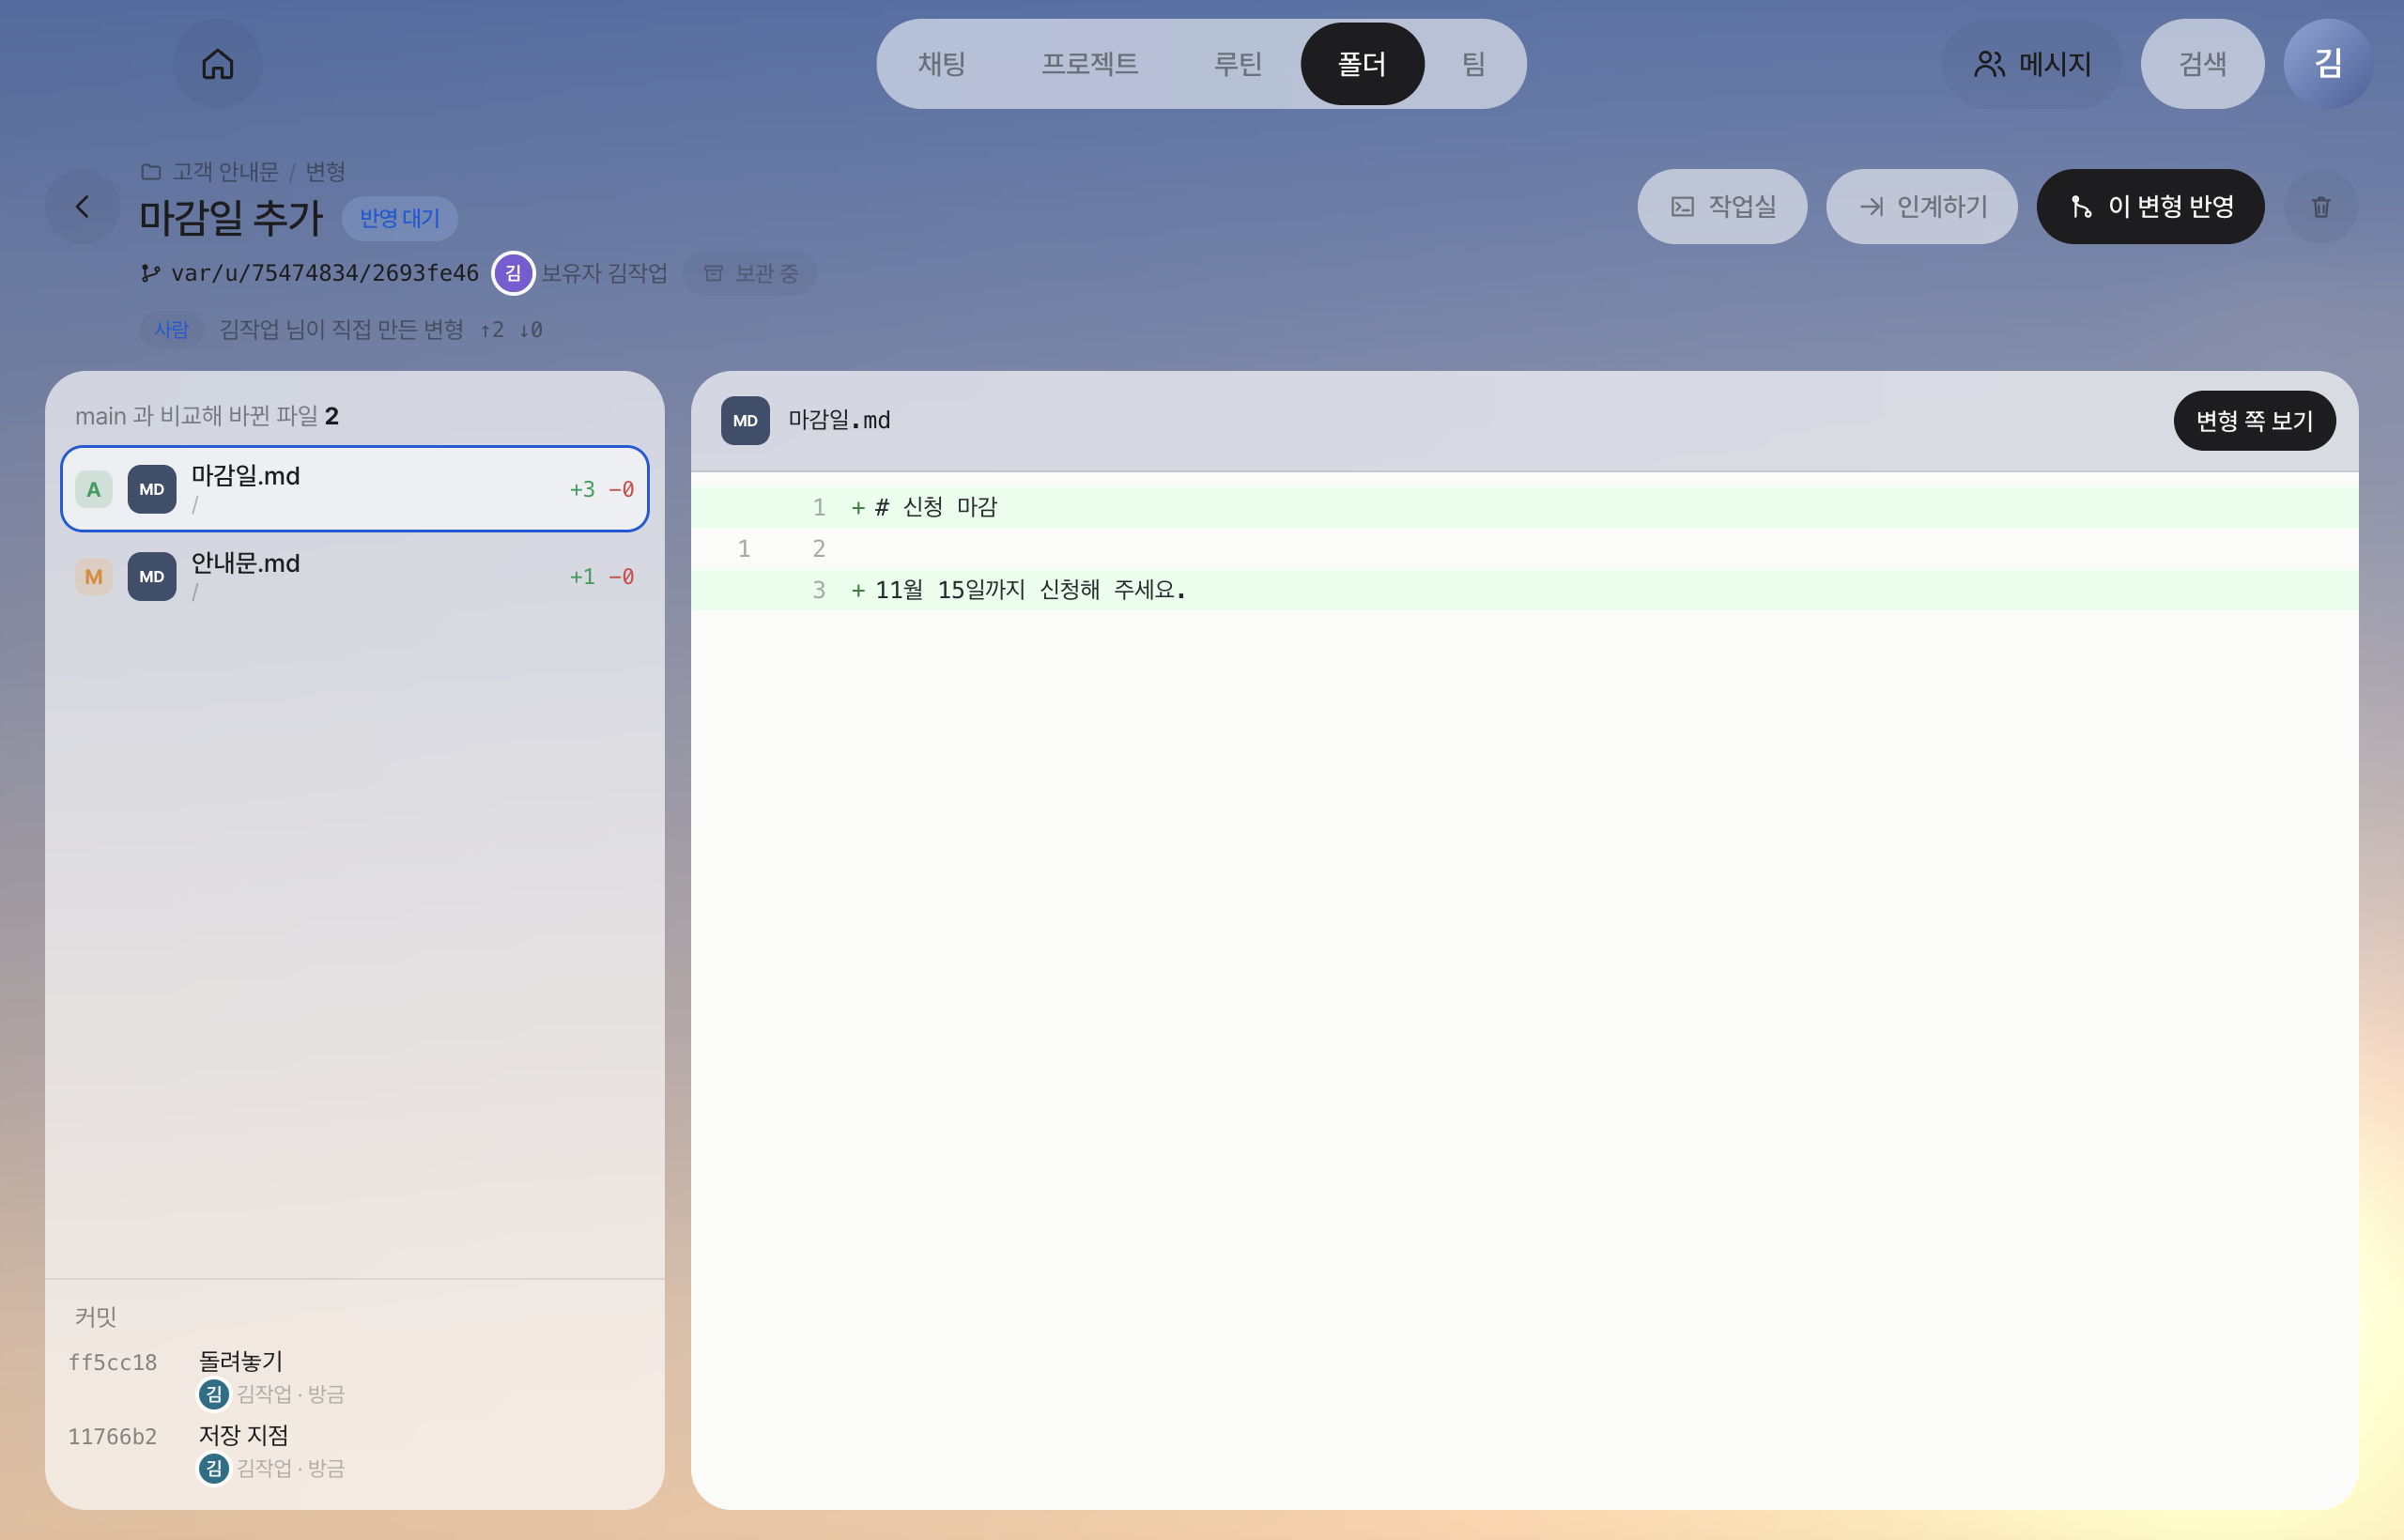 채팅 프로젝트 루틴 폴더 팀 메시지 검색 김
고객 안내문 / 변형
마감일 추가 반영 대기
작업실 인계하기 이 변형 반영
var/u/75474834/2693fe46 김 보유자 김작업 보관 중
사람 김작업 님이 직접 만든 변형 ↑2 ↓0
main 과 비교해 바뀐 파일 2
A MD 마감일.md +3 −0
/
M MD 안내문.md +1 −0
/
커밋
ff5cc18 돌려놓기
김 김작업 · 방금
11766b2 저장 지점
김 김작업 · 방금
MD 마감일.md 변형 쪽 보기
1 + # 신청 마감
1 2
3 + 11월 15일까지 신청해 주세요.